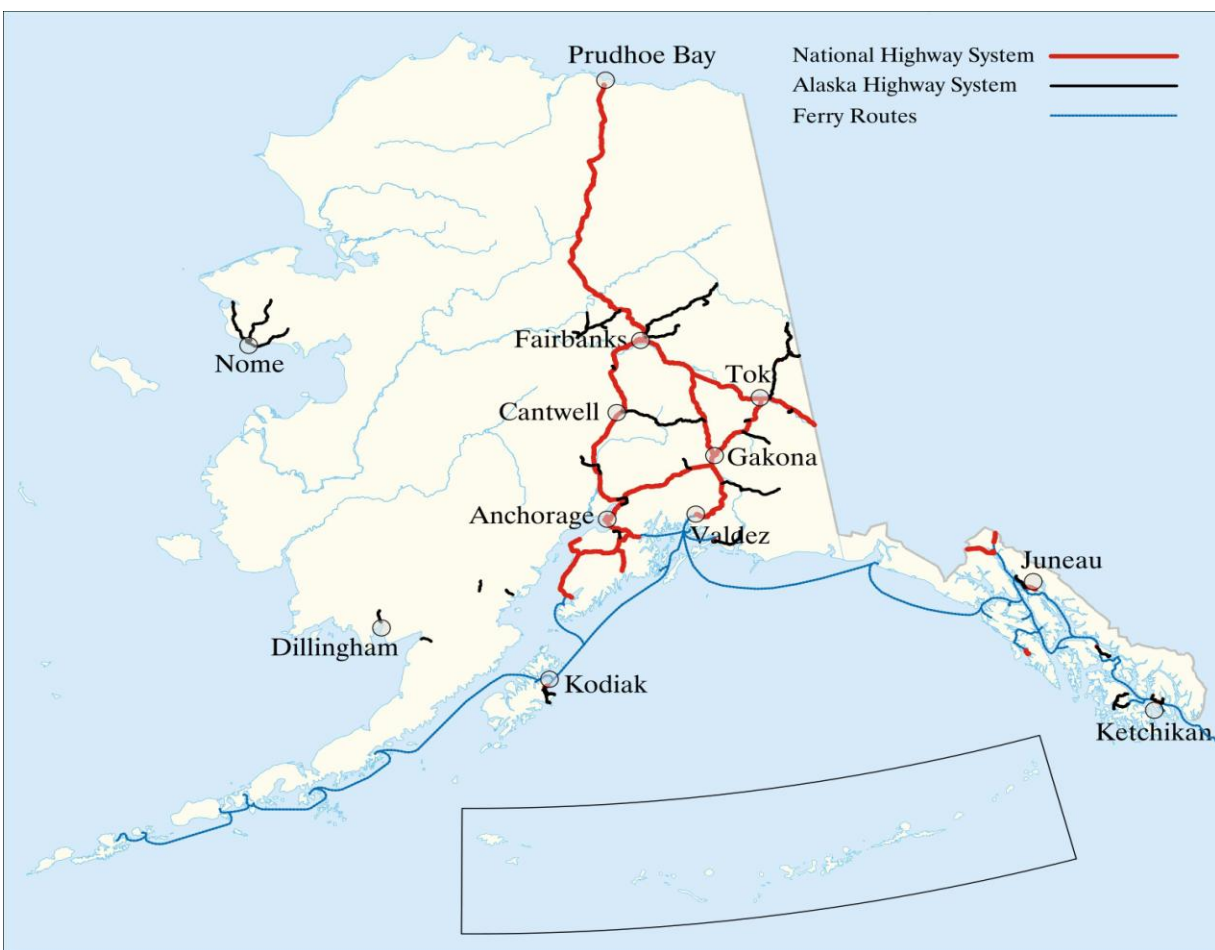 Prudhoe Bay
National Highway System
Alaska Highway System
Ferry Routes
Fairbanks
Nome
Tok
Cantwell
Gakona
Anchorage
Valdez
Juneau
Dillingham
Kodiak
Ketchikan